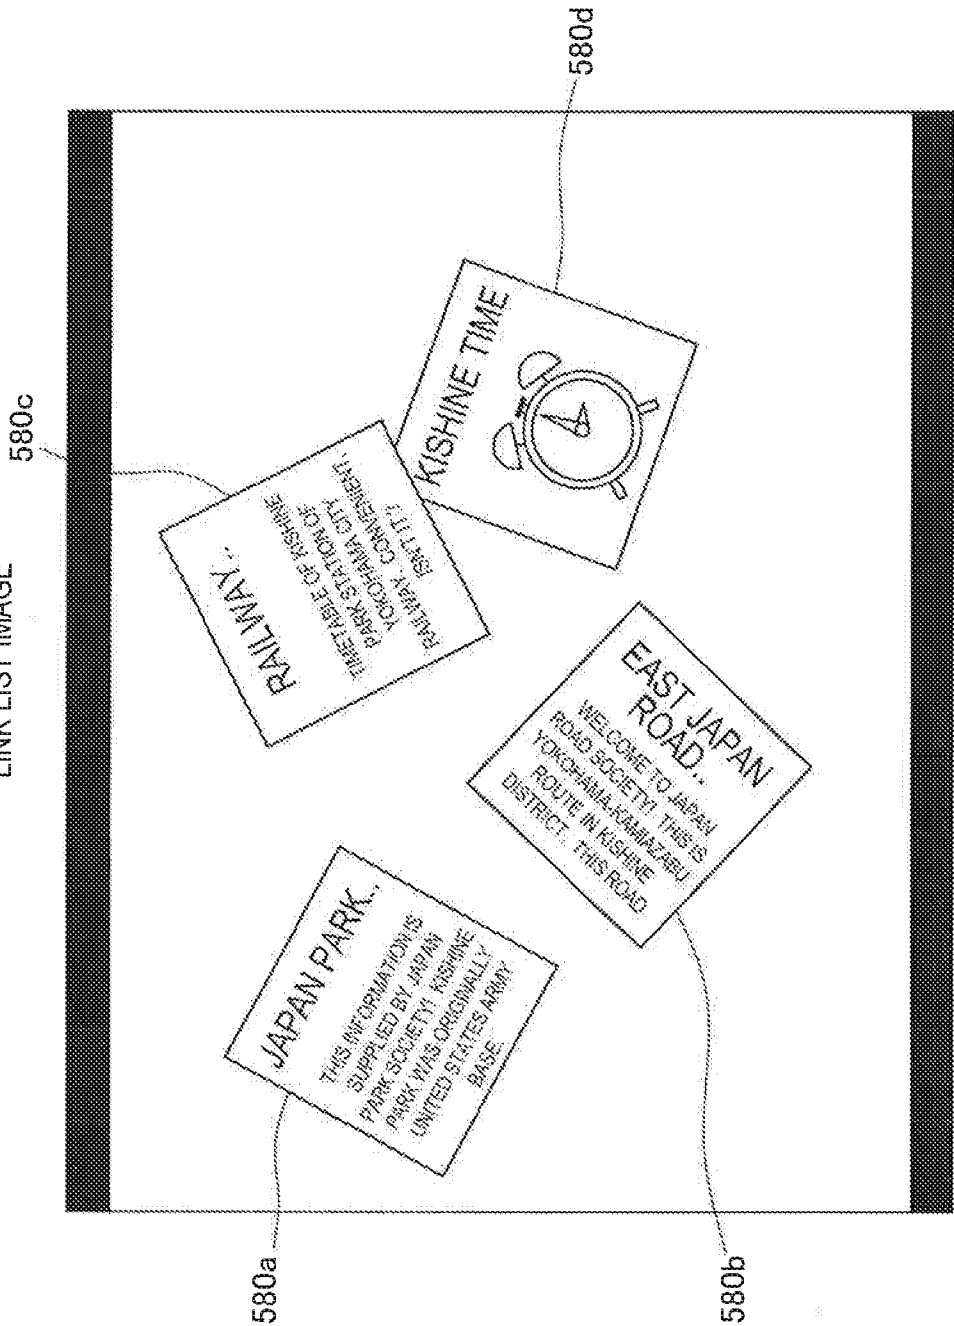 LINK LIST IMAGE
580a
JAPAN PARK..
THIS INFORMATION IS
SUPPLIED BY JAPAN
PARK SOCIETY! KISHINE
PARK WAS ORIGINALLY
UNITED STATES ARMY
BASE.
580b
EAST JAPAN
ROAD..
WELCOME TO JAPAN
ROAD SOCIETY! THIS IS
YOKOHAMA-KAMIAZABU
ROUTE IN KISHINE
DISTRICT. THIS ROAD
580c
RAILWAY..
TIMETABLE OF KISHINE
PARK STATION OF
YOKOHAMA CITY
RAILWAY. CONVENIENT,
ISN'T IT?
580d
KISHINE TIME